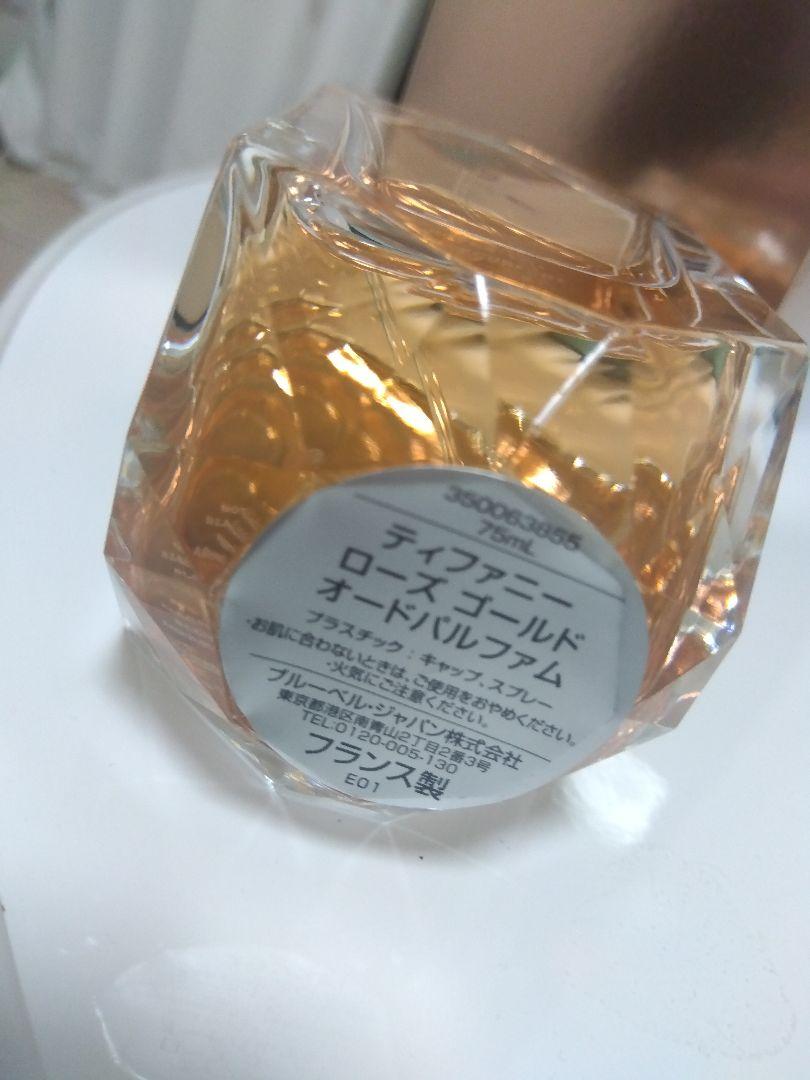 350063855
75mL
ティファニー
ローズ ゴールド
オードパルファム
プラスチック：キャップ、スプレー
・お肌に合わないときは、ご使用をおやめください。
・火気にご注意ください。
ブルーベル・ジャパン株式会社
東京都港区南青山2丁目2番3号
TEL:0120-005-130
フランス製
E01